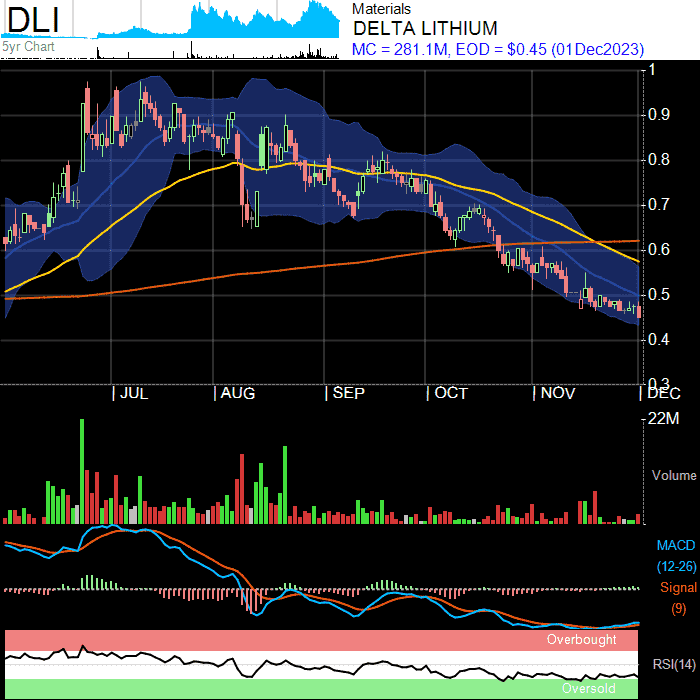 DLI
5yr Chart
Materials
DELTA LITHIUM
MC = 281.1M, EOD = $0.45 (01Dec2023)
1
0.9
0.8
0.7
0.6
0.5
0.4
0.3
JUL AUG SEP OCT NOV DEC
22M
Volume
MACD
(12-26)
Signal
(9)
Overbought
RSI(14)
Oversold